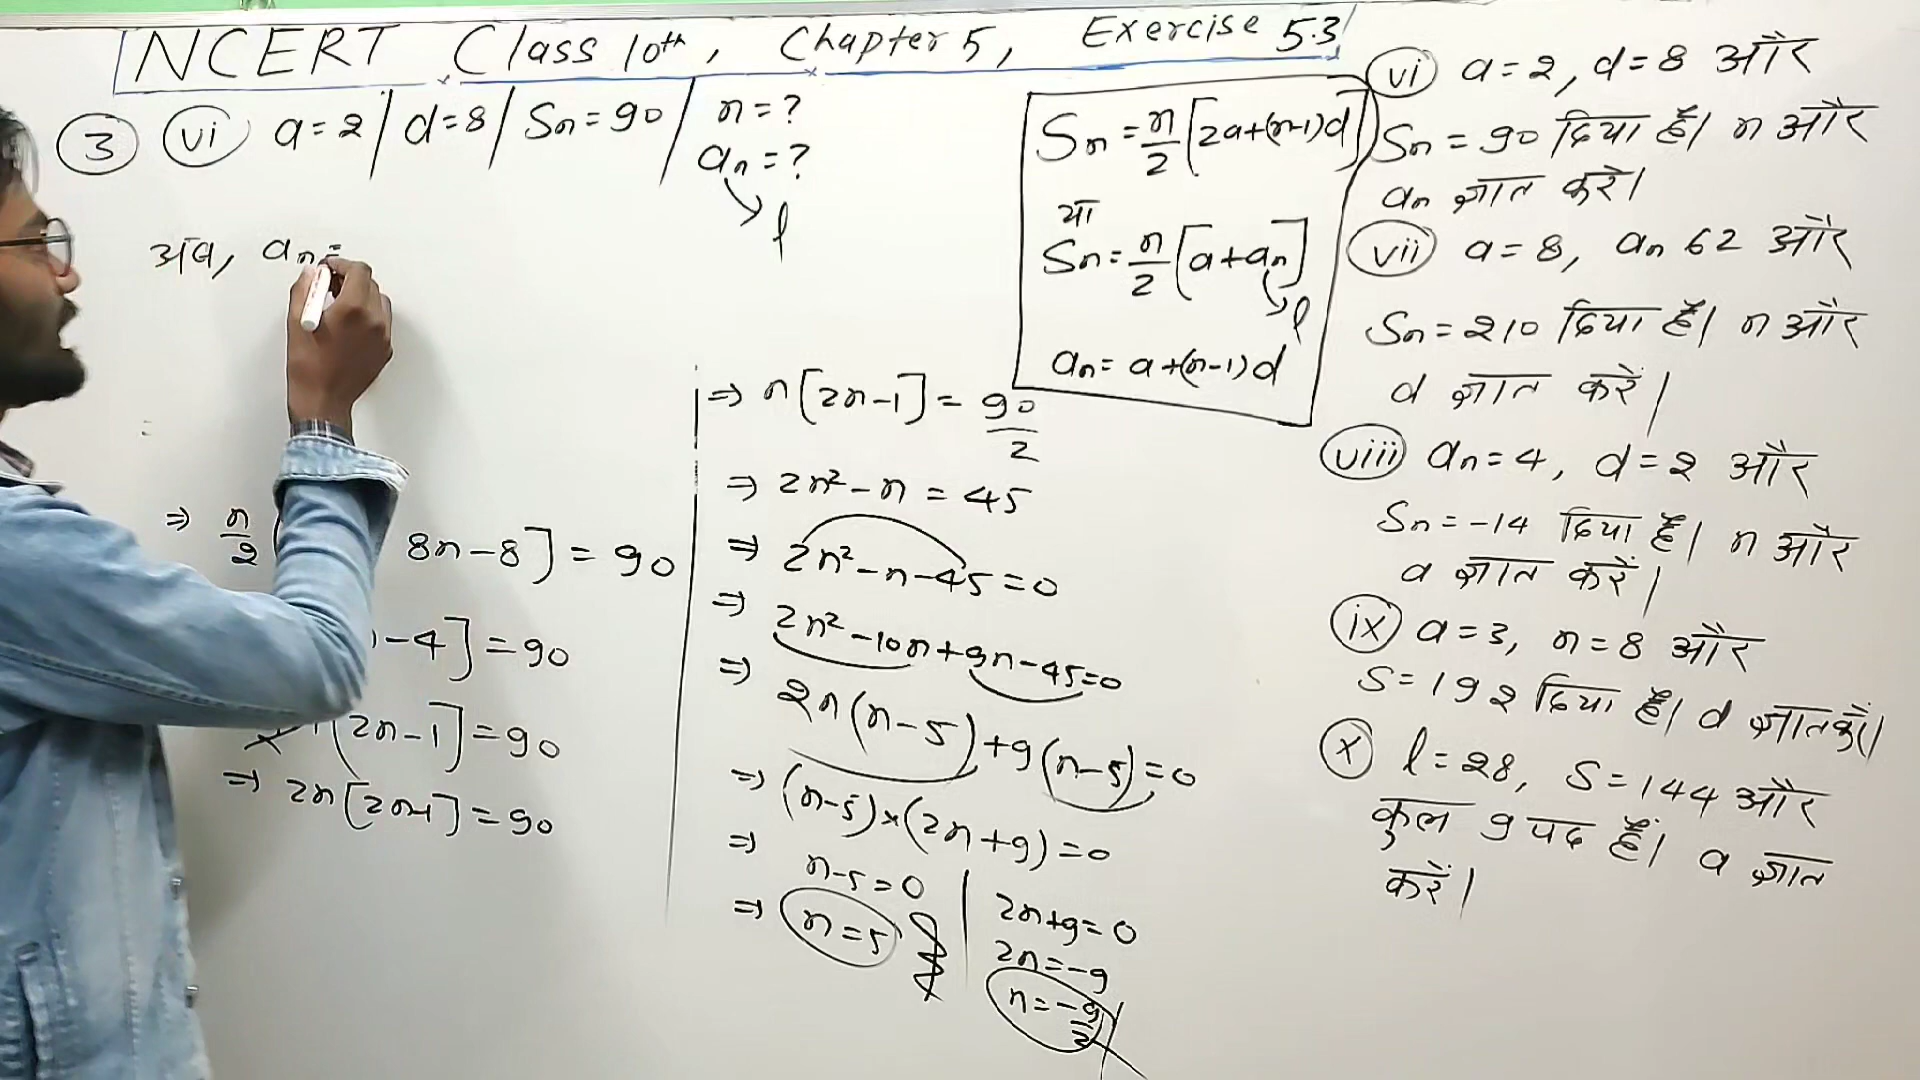 NCERT Class 10th, Chapter 5, Exercise 5.3
3 vi a=2 | d=8 | Sn=90 | n=?
an=?
l
अब, an=
⇒ n/2 8n-8] = 90
-4]=90
[2n-1]=90
⇒ 2n[2n-1]=90
⇒ n[2n-1] = 90/2
⇒ 2n²-n = 45
⇒ 2n²-n-45=0
⇒ 2n²-10n+9n-45=0
⇒ 2n(n-5)+9(n-5)=0
⇒ (n-5)×(2n+9)=0
⇒ n-5=0 | 2n+9=0
⇒ n=5 2n=-9
n=-9/2
Sn=n/2[2a+(n-1)d]
या
Sn=n/2[a+an]
l
an=a+(n-1)d
vi a=2, d=8 और
Sn=90 दिया है। n और
an ज्ञात करें।
vii a=8, an 62 और
Sn=210 दिया है। n और
d ज्ञात करें।
viii an=4, d=2 और
Sn=-14 दिया है। n और
a ज्ञात करें।
ix a=3, n=8 और
S=192 दिया है। d ज्ञात करें।
x l=28, S=144 और
कुल 9 पद हैं। a ज्ञात
करें।